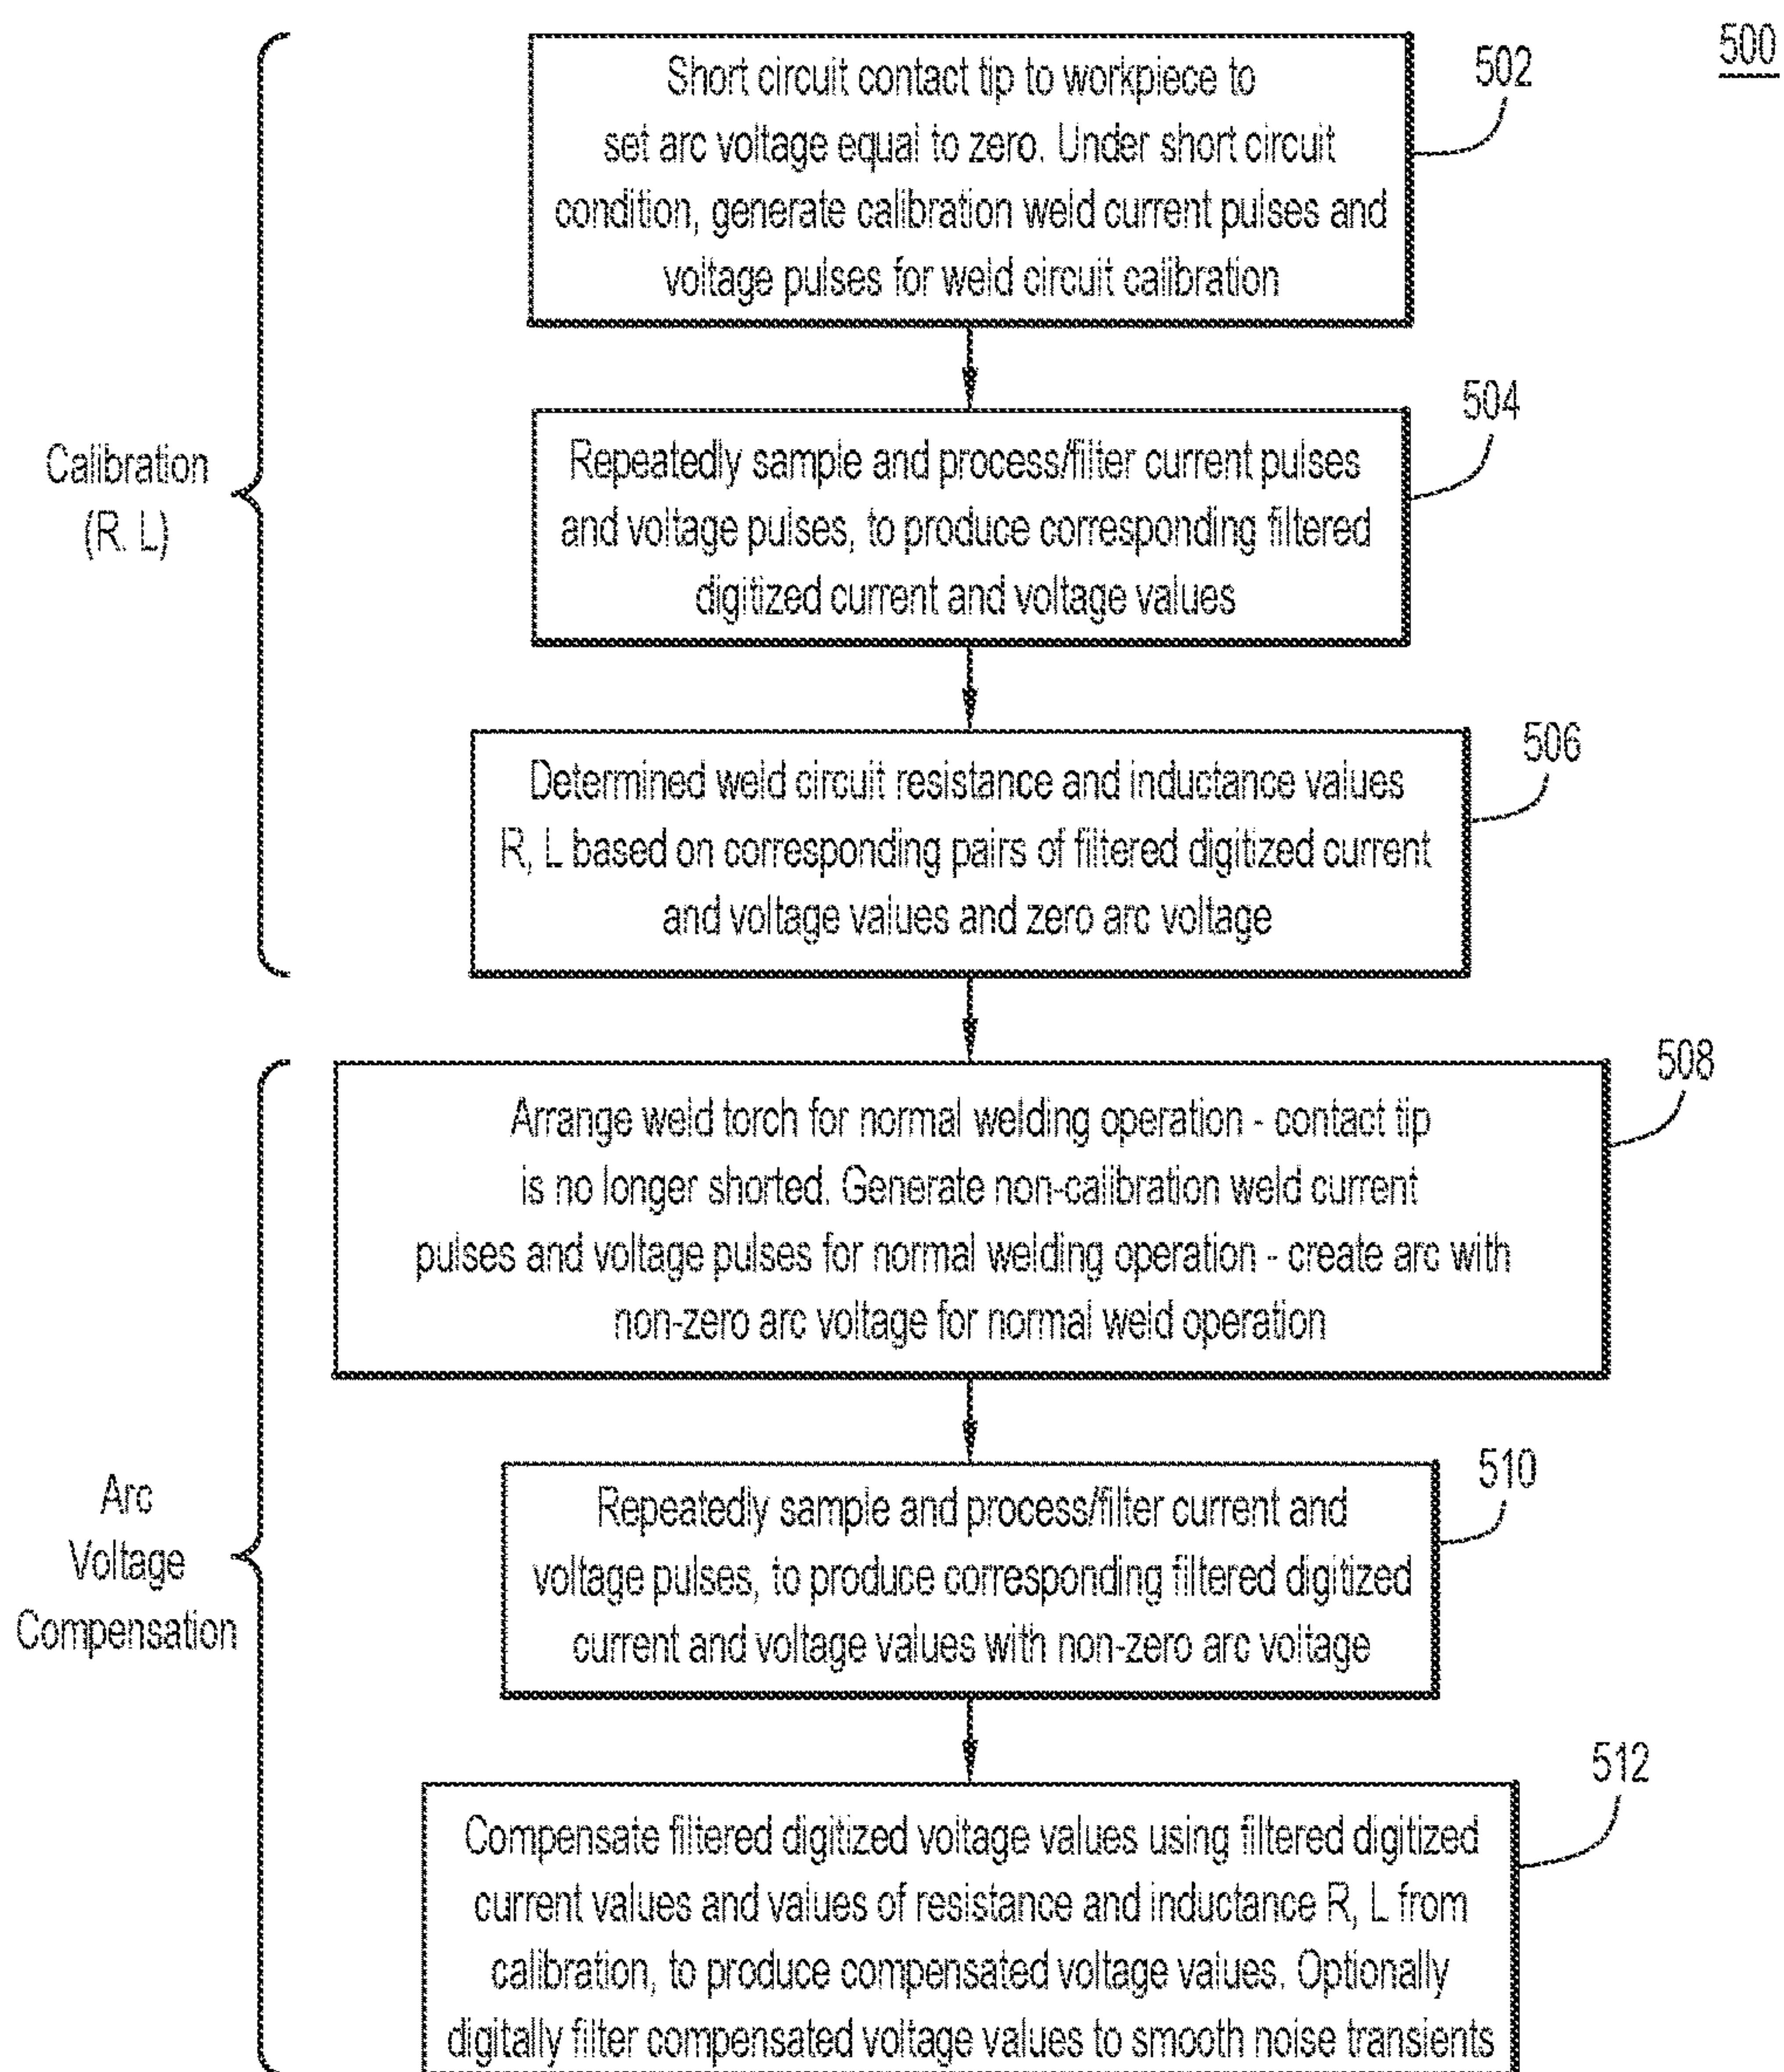 500
502
Short circuit contact tip to workpiece to
set arc voltage equal to zero. Under short circuit
condition, generate calibration weld current pulses and
voltage pulses for weld circuit calibration
504
Repeatedly sample and process/filter current pulses
and voltage pulses, to produce corresponding filtered
digitized current and voltage values
Calibration
(R. L)
506
Determined weld circuit resistance and inductance values
R, L based on corresponding pairs of filtered digitized current
and voltage values and zero arc voltage
508
Arrange weld torch for normal welding operation - contact tip
is no longer shorted. Generate non-calibration weld current
pulses and voltage pulses for normal welding operation - create arc with
non-zero arc voltage for normal weld operation
Arc
Voltage
Compensation
510
Repeatedly sample and process/filter current and
voltage pulses, to produce corresponding filtered digitized
current and voltage values with non-zero arc voltage
512
Compensate filtered digitized voltage values using filtered digitized
current values and values of resistance and inductance R, L from
calibration, to produce compensated voltage values. Optionally
digitally filter compensated voltage values to smooth noise transients